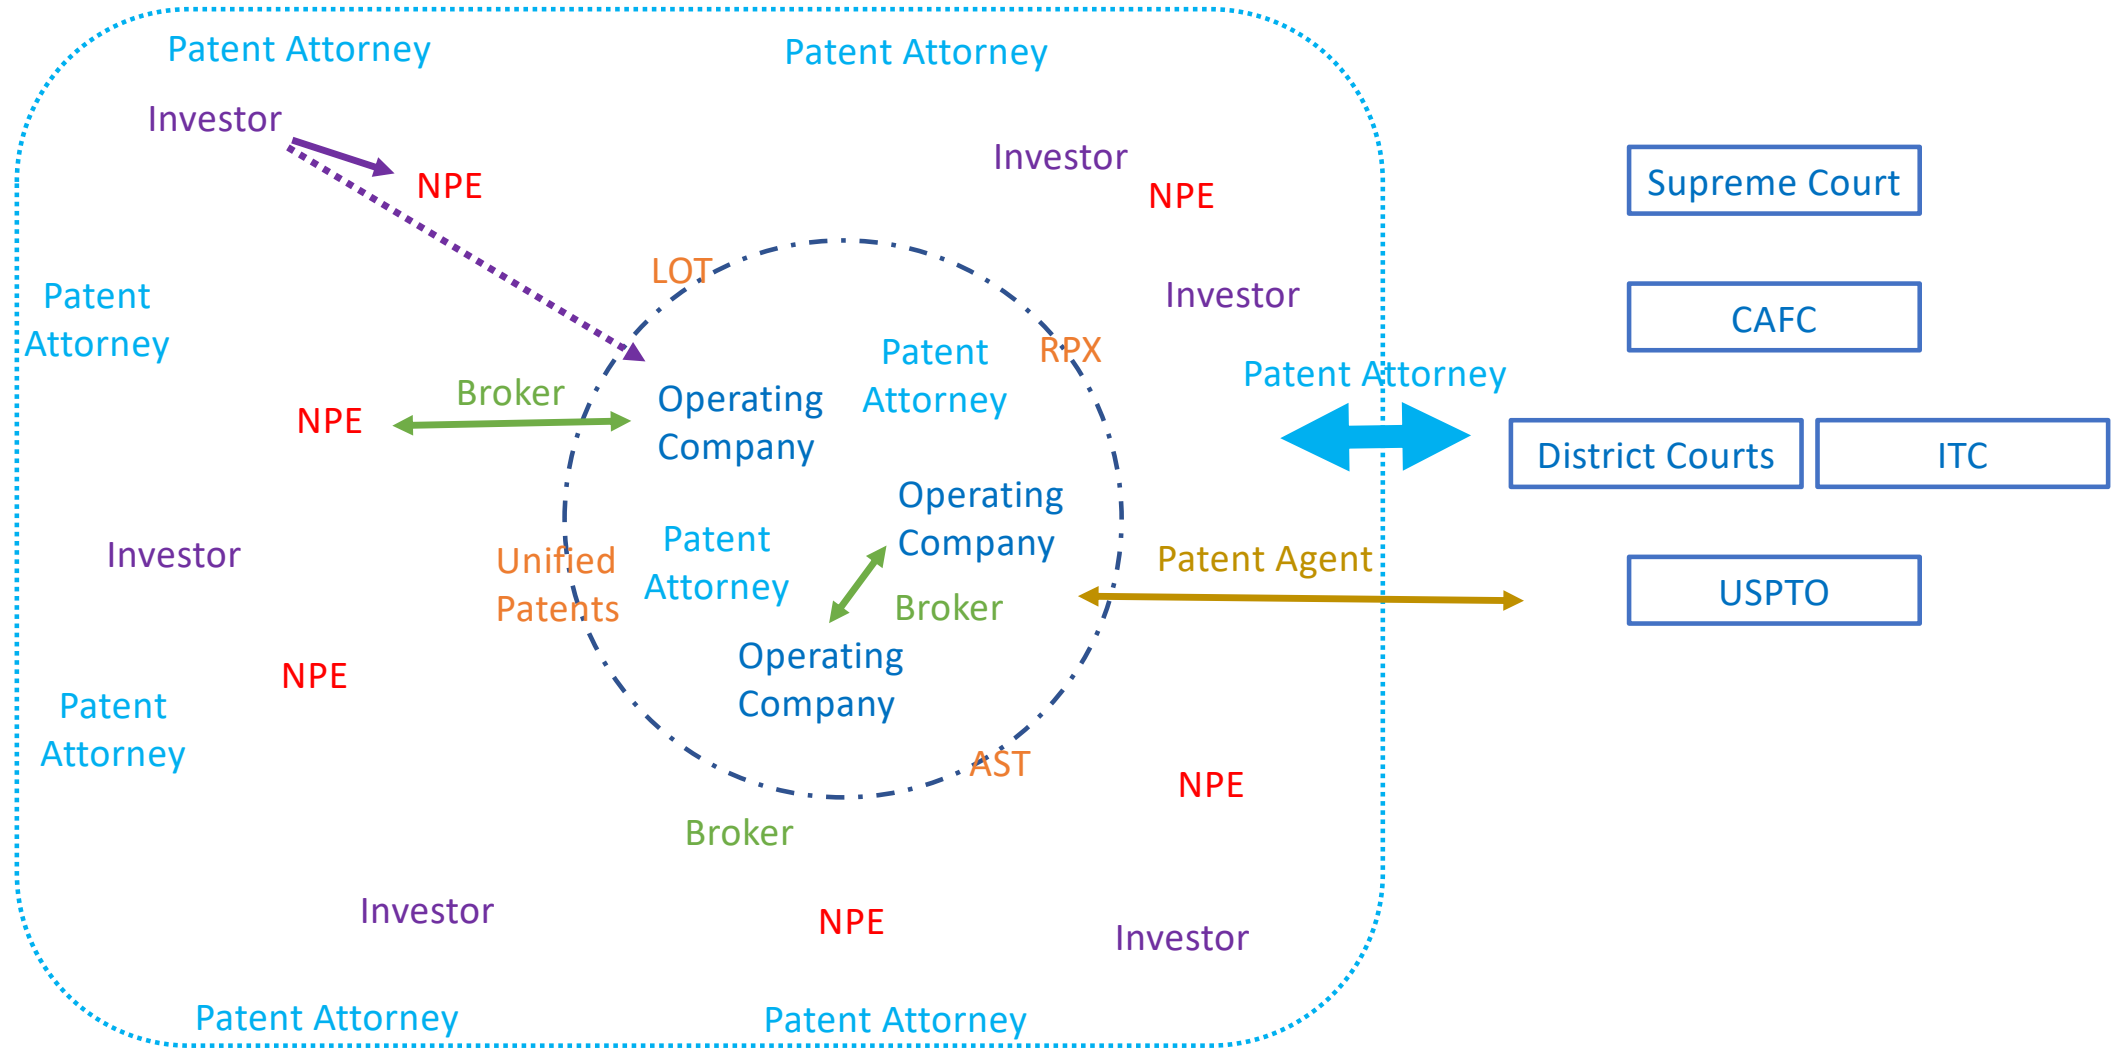 Patent Attorney
Patent Attorney
Investor
Investor
NPE
NPE
Supreme Court
LOT
Patent
Attorney
Investor
CAFC
Patent
Attorney
RPX
Patent Attorney
Broker
NPE
Operating
Company
District Courts
ITC
Operating
Company
Investor
Unified
Patents
Patent
Attorney
Broker
Patent Agent
USPTO
NPE
Operating
Company
Patent
Attorney
AST
NPE
Broker
Investor
NPE
Investor
Patent Attorney
Patent Attorney